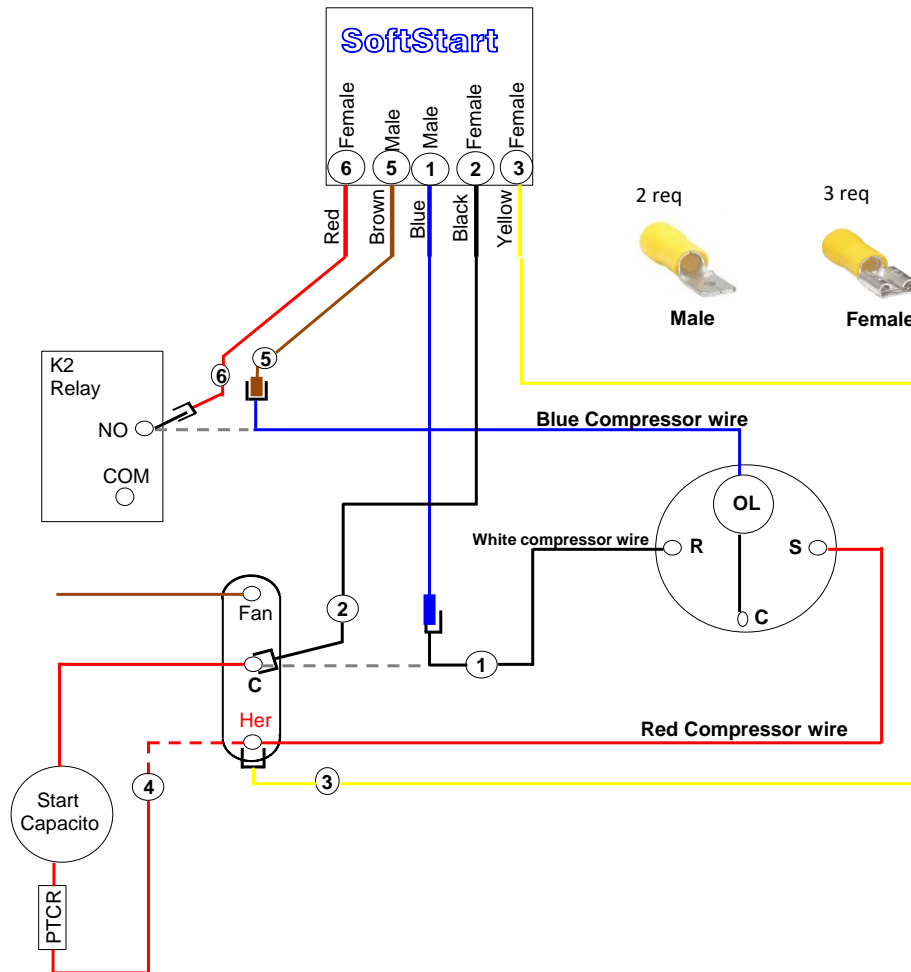 SoftStart
Female
Male
Male
Female
Female
6
5
1
2
3
Red
Brown
Blue
Black
Yellow
2 req
3 req
Male
Female
K2
Relay
6
5
NO
COM
Blue Compressor wire
OL
White compressor wire
R
S
C
Fan
2
C
1
Her
Red Compressor wire
4
3
Start
Capacito
PTCR